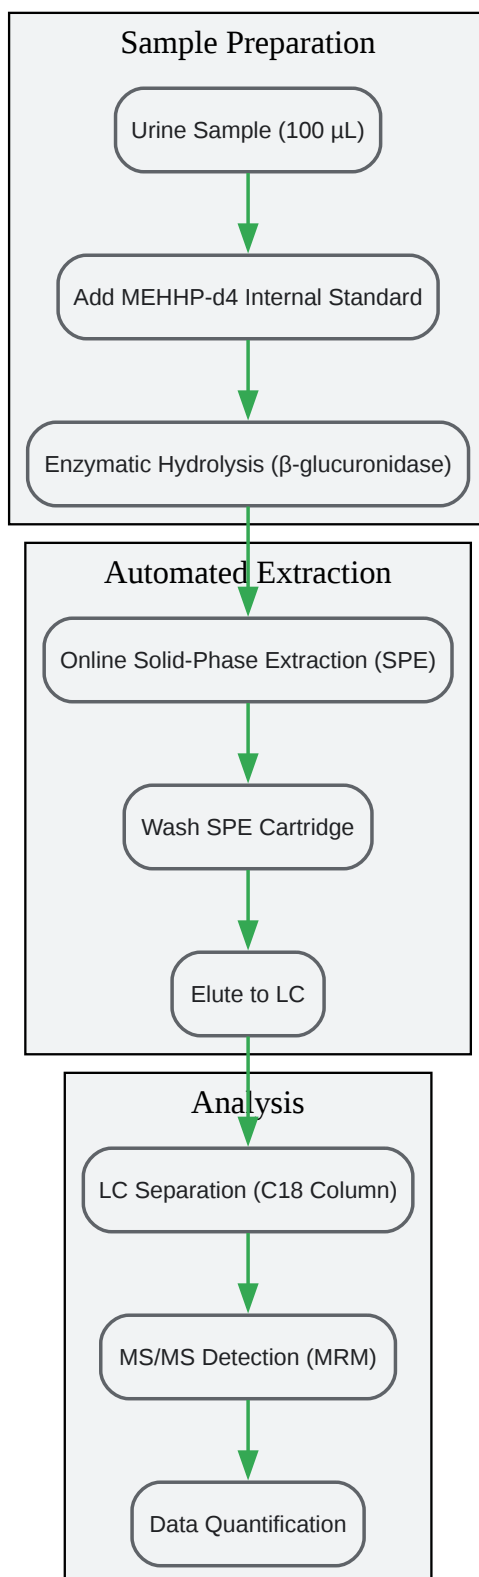 Sample Preparation
Urine Sample (100 µL)
Add MEHHP-d4 Internal Standard
Enzymatic Hydrolysis (β-glucuronidase)
Automated Extraction
Online Solid-Phase Extraction (SPE)
Wash SPE Cartridge
Elute to LC
Analysis
LC Separation (C18 Column)
MS/MS Detection (MRM)
Data Quantification